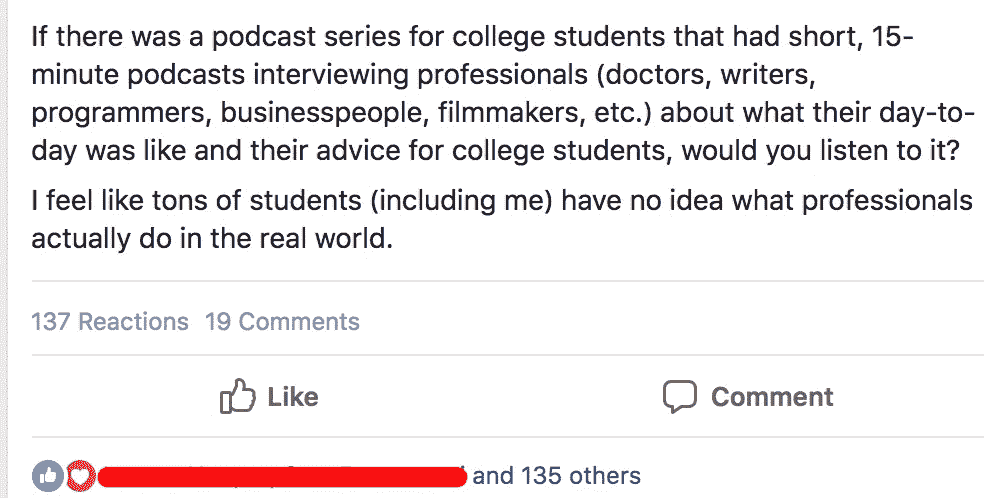 If there was a podcast series for college students that had short, 15-
minute podcasts interviewing professionals (doctors, writers,
programmers, businesspeople, filmmakers, etc.) about what their day-to-
day was like and their advice for college students, would you listen to it?
I feel like tons of students (including me) have no idea what professionals
actually do in the real world.
137 Reactions 19 Comments
Like Comment
and 135 others